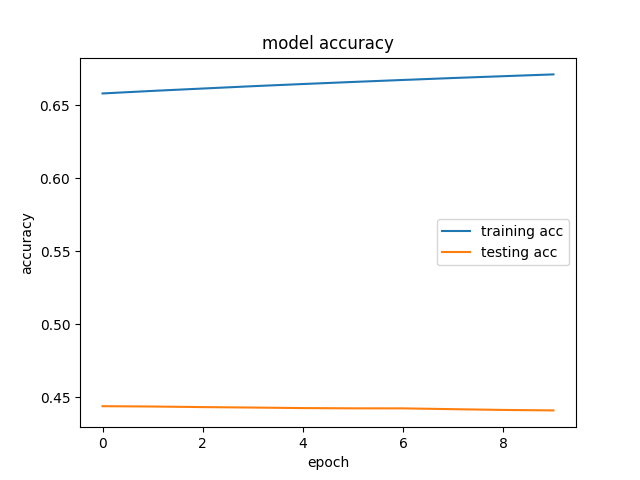 model accuracy
accuracy
0.65
0.60
0.55
0.50
0.45
training acc
testing acc
0 2 4 6 8
epoch